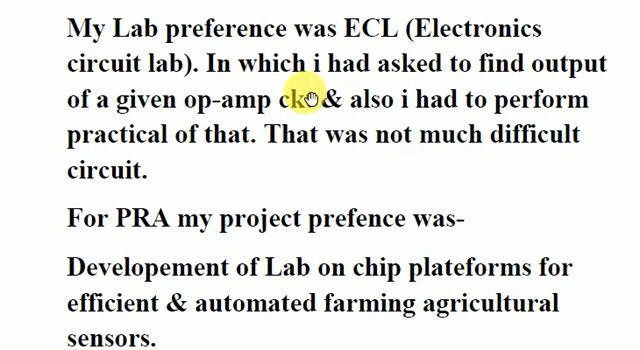 My Lab preference was ECL (Electronics
circuit lab). In which i had asked to find output
of a given op-amp & also i had to perform
practical of that. That was not much difficult
circuit.
For PRA my project prefence was-
Developement of Lab on chip plateforms for
efficient & automated farming agricultural
sensors.